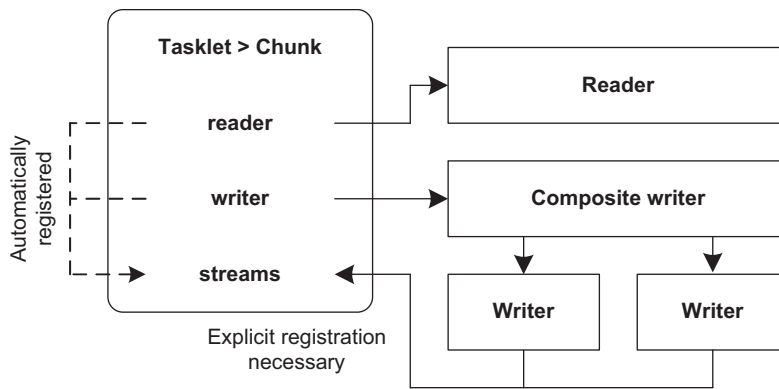 Tasklet > Chunk
reader
writer
streams
Automatically
registered
Reader
Composite writer
Writer
Writer
Explicit registration
necessary